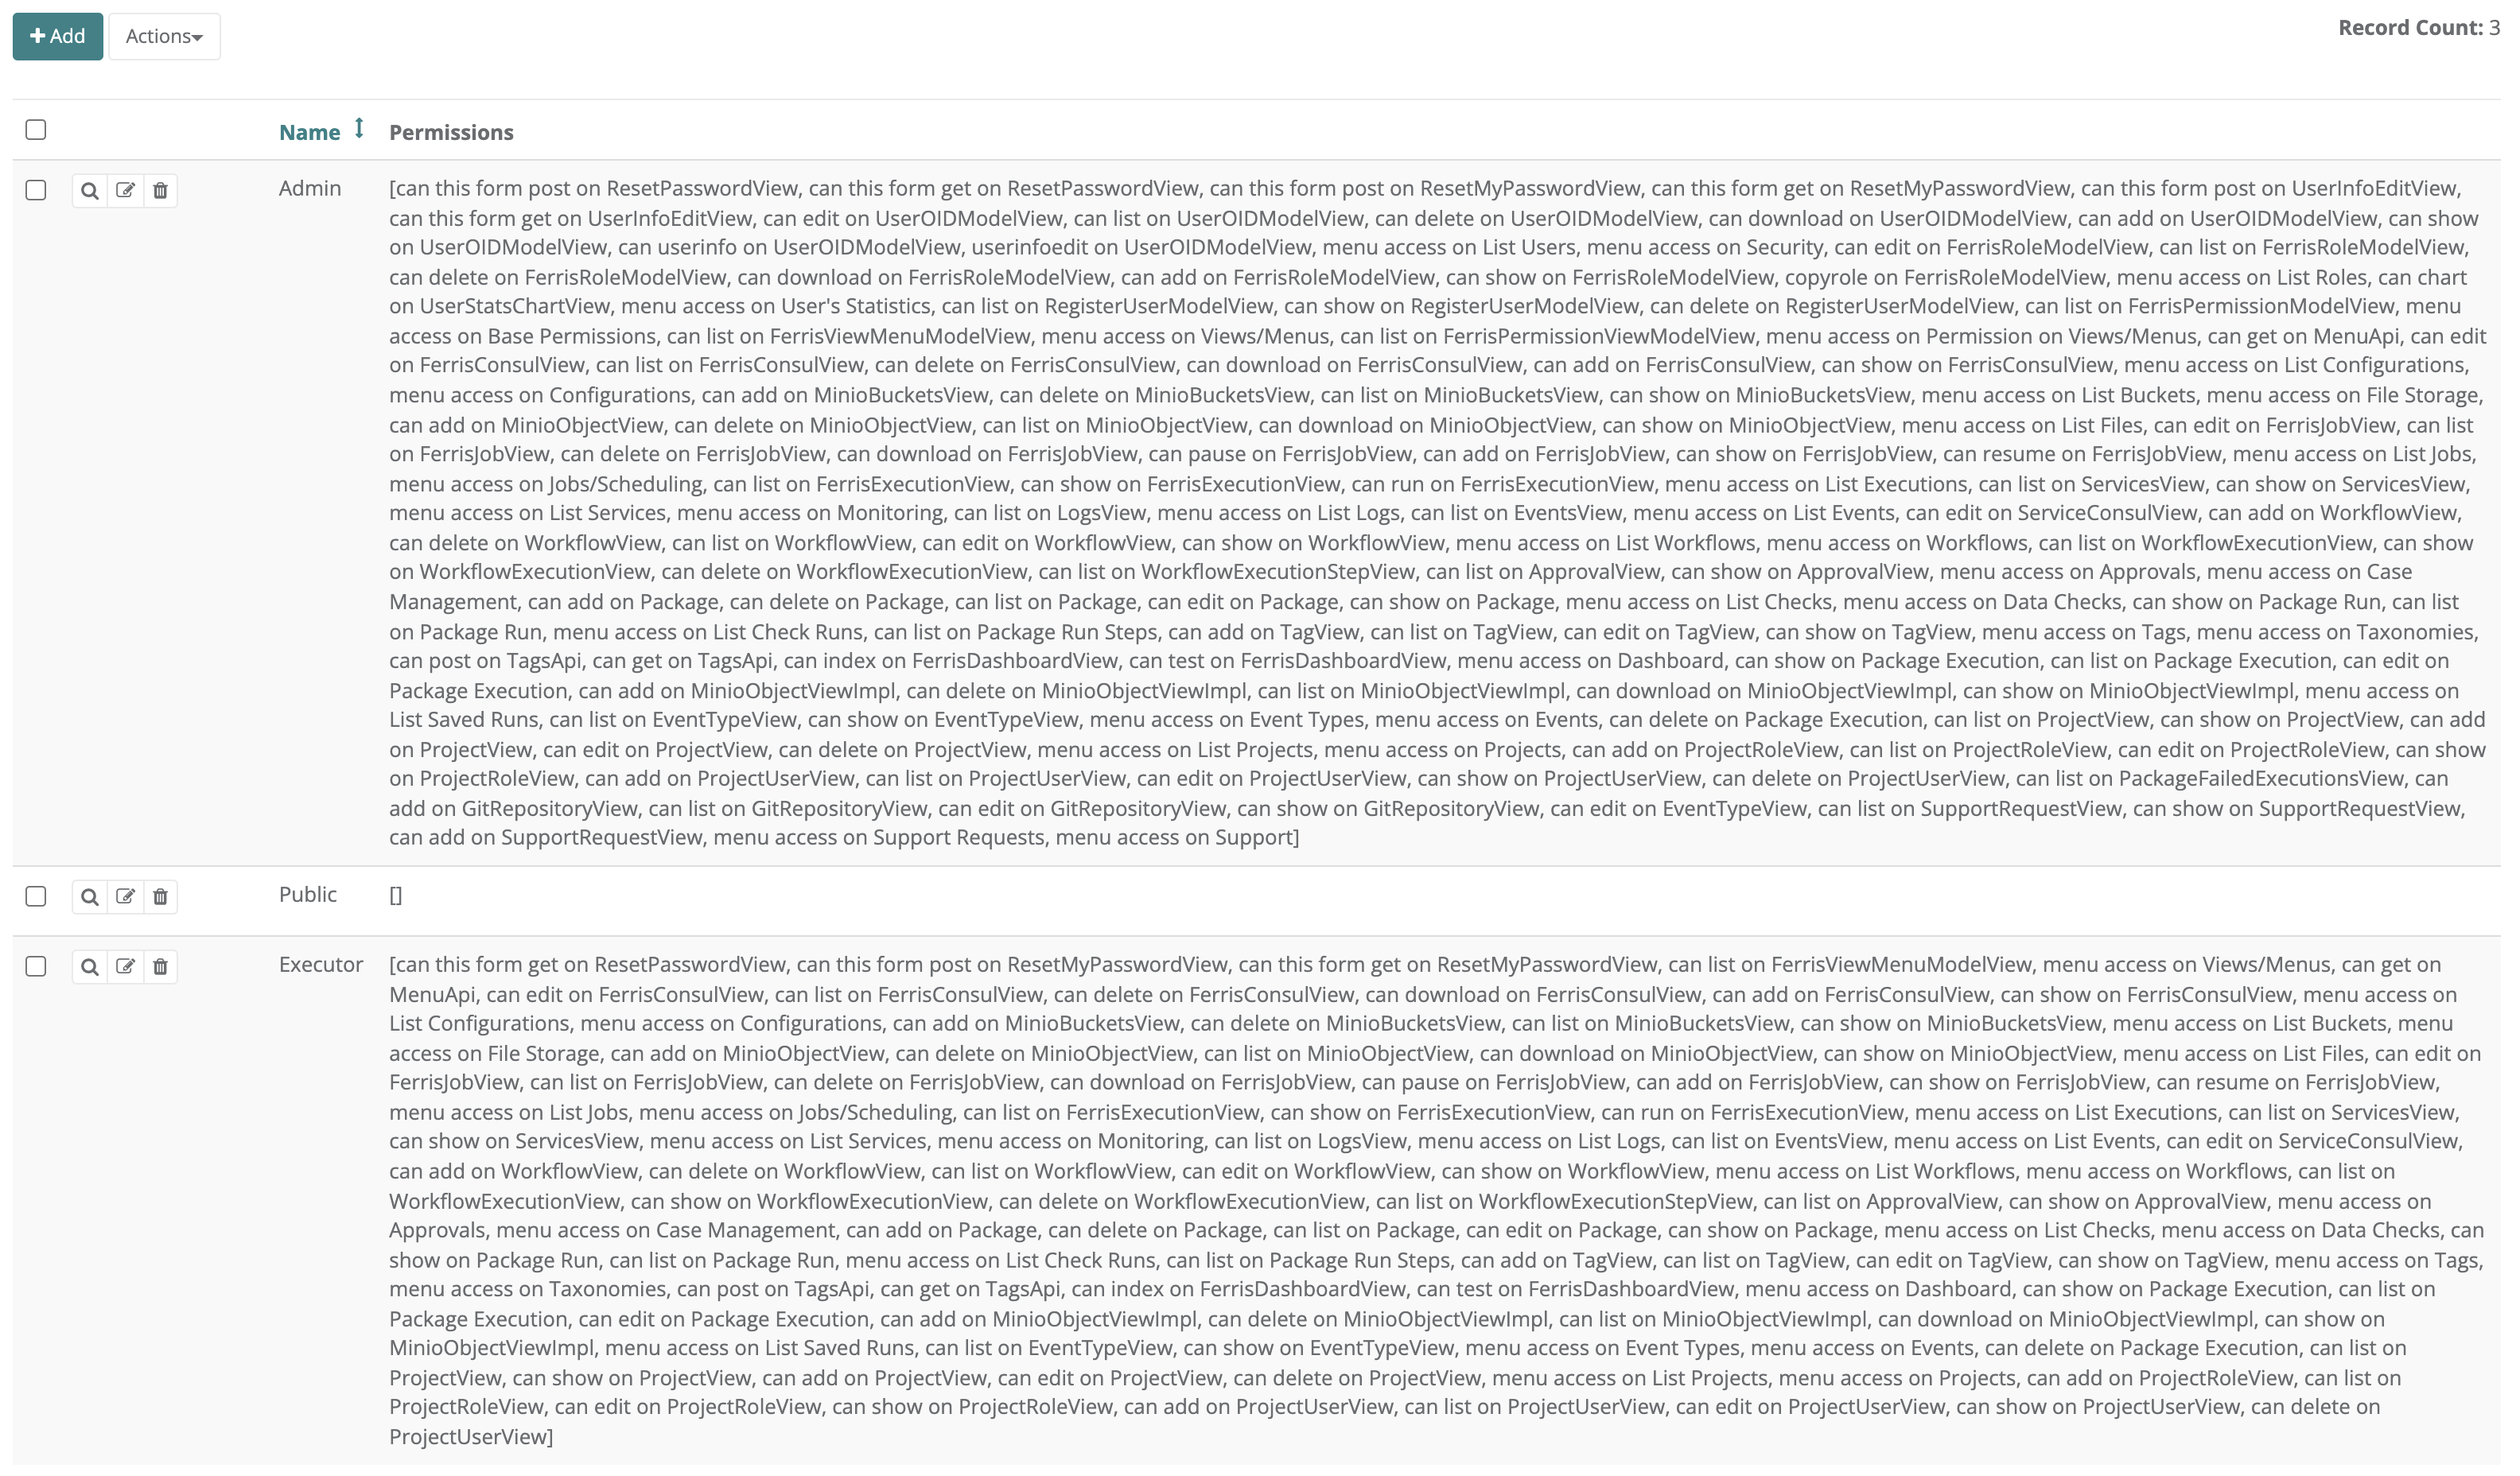 Add
Actions
Record Count: 3
Name Permissions
Admin
[can this form post on ResetPasswordView, can this form get on ResetPasswordView, can this form post on ResetMyPasswordView, can this form get on ResetMyPasswordView, can this form post on UserInfoEditView,
can this form get on UserInfoEditView, can edit on UserOIDModelView, can list on UserOIDModelView, can delete on UserOIDModelView, can download on UserOIDModelView, can add on UserOIDModelView, can show
on UserOIDModelView, can userinfo on UserOIDModelView, userinfoedit on UserOIDModelView, menu access on List Users, menu access on Security, can edit on FerrisRoleModelView, can list on FerrisRoleModelView,
can delete on FerrisRoleModelView, can download on FerrisRoleModelView, can add on FerrisRoleModelView, can show on FerrisRoleModelView, copyrole on FerrisRoleModelView, menu access on List Roles, can chart
on UserStatsChartView, menu access on User's Statistics, can list on RegisterUserModelView, can show on RegisterUserModelView, can delete on RegisterUserModelView, can list on FerrisPermissionModelView, menu
access on Base Permissions, can list on FerrisViewMenuModelView, menu access on Views/Menus, can list on FerrisPermissionViewModelView, menu access on Permission on Views/Menus, can get on MenuApi, can edit
on FerrisConsulView, can list on FerrisConsulView, can delete on FerrisConsulView, can download on FerrisConsulView, can add on FerrisConsulView, can show on FerrisConsulView, menu access on List Configurations,
menu access on Configurations, can add on MinioBucketsView, can delete on MinioBucketsView, can list on MinioBucketsView, can show on MinioBucketsView, menu access on List Buckets, menu access on File Storage,
can add on MinioObjectView, can delete on MinioObjectView, can list on MinioObjectView, can download on MinioObjectView, can show on MinioObjectView, menu access on List Files, can edit on FerrisJobView, can list
on FerrisJobView, can delete on FerrisJobView, can download on FerrisJobView, can pause on FerrisJobView, can add on FerrisJobView, can show on FerrisJobView, can resume on FerrisJobView, menu access on List Jobs,
menu access on Jobs/Scheduling, can list on FerrisExecutionView, can show on FerrisExecutionView, can run on FerrisExecutionView, menu access on List Executions, can list on ServicesView, can show on ServicesView,
menu access on List Services, menu access on Monitoring, can list on LogsView, menu access on List Logs, can list on EventsView, menu access on List Events, can edit on ServiceConsulView, can add on WorkflowView,
can delete on WorkflowView, can list on WorkflowView, can edit on WorkflowView, can show on WorkflowView, menu access on List Workflows, menu access on Workflows, can list on WorkflowExecutionView, can show
on WorkflowExecutionView, can delete on WorkflowExecutionView, can list on WorkflowExecutionStepView, can list on ApprovalView, can show on ApprovalView, menu access on Approvals, menu access on Case
Management, can add on Package, can delete on Package, can list on Package, can edit on Package, can show on Package, menu access on List Checks, menu access on Data Checks, can show on Package Run, can list
on Package Run, menu access on List Check Runs, can list on Package Run Steps, can add on TagView, can list on TagView, can edit on TagView, can show on TagView, menu access on Tags, menu access on Taxonomies,
can post on TagsApi, can get on TagsApi, can index on FerrisDashboardView, can test on FerrisDashboardView, menu access on Dashboard, can show on Package Execution, can list on Package Execution, can edit on
Package Execution, can add on MinioObjectViewImpl, can delete on MinioObjectViewImpl, can list on MinioObjectViewImpl, can download on MinioObjectViewImpl, can show on MinioObjectViewImpl, menu access on
List Saved Runs, can list on EventTypeView, can show on EventTypeView, menu access on Event Types, menu access on Events, can delete on Package Execution, can list on ProjectView, can show on ProjectView, can add
on ProjectView, can edit on ProjectView, can delete on ProjectView, menu access on List Projects, menu access on Projects, can add on ProjectRoleView, can list on ProjectRoleView, can edit on ProjectRoleView, can show
on ProjectRoleView, can add on ProjectUserView, can list on ProjectUserView, can edit on ProjectUserView, can show on ProjectUserView, can delete on ProjectUserView, can list on PackageFailedExecutionsView, can
add on GitRepositoryView, can list on GitRepositoryView, can edit on GitRepositoryView, can show on GitRepositoryView, can edit on EventTypeView, can list on SupportRequestView, can show on SupportRequestView,
can add on SupportRequestView, menu access on Support Requests, menu access on Support]
Public
[]
Executor
[can this form get on ResetPasswordView, can this form post on ResetMyPasswordView, can this form get on ResetMyPasswordView, can list on FerrisViewMenuModelView, menu access on Views/Menus, can get on
MenuApi, can edit on FerrisConsulView, can list on FerrisConsulView, can delete on FerrisConsulView, can download on FerrisConsulView, can add on FerrisConsulView, can show on FerrisConsulView, menu access on
List Configurations, menu access on Configurations, can add on MinioBucketsView, can delete on MinioBucketsView, can list on MinioBucketsView, can show on MinioBucketsView, menu access on List Buckets, menu
access on File Storage, can add on MinioObjectView, can delete on MinioObjectView, can list on MinioObjectView, can download on MinioObjectView, can show on MinioObjectView, menu access on List Files, can edit on
FerrisJobView, can list on FerrisJobView, can delete on FerrisJobView, can download on FerrisJobView, can pause on FerrisJobView, can add on FerrisJobView, can show on FerrisJobView, can resume on FerrisJobView,
menu access on List Jobs, menu access on Jobs/Scheduling, can list on FerrisExecutionView, can show on FerrisExecutionView, can run on FerrisExecutionView, menu access on List Executions, can list on ServicesView,
can show on ServicesView, menu access on List Services, menu access on Monitoring, can list on LogsView, menu access on List Logs, can list on EventsView, menu access on List Events, can edit on ServiceConsulView,
can add on WorkflowView, can delete on WorkflowView, can list on WorkflowView, can edit on WorkflowView, can show on WorkflowView, menu access on List Workflows, menu access on Workflows, can list on
WorkflowExecutionView, can show on WorkflowExecutionView, can delete on WorkflowExecutionView, can list on WorkflowExecutionStepView, can list on ApprovalView, can show on ApprovalView, menu access on
Approvals, menu access on Case Management, can add on Package, can delete on Package, can list on Package, can edit on Package, can show on Package, menu access on List Checks, menu access on Data Checks, can
show on Package Run, can list on Package Run, menu access on List Check Runs, can list on Package Run Steps, can add on TagView, can list on TagView, can edit on TagView, can show on TagView, menu access on Tags,
menu access on Taxonomies, can post on TagsApi, can get on TagsApi, can index on FerrisDashboardView, can test on FerrisDashboardView, menu access on Dashboard, can show on Package Execution, can list on
Package Execution, can edit on Package Execution, can add on MinioObjectViewImpl, can delete on MinioObjectViewImpl, can list on MinioObjectViewImpl, can download on MinioObjectViewImpl, can show on
MinioObjectViewImpl, menu access on List Saved Runs, can list on EventTypeView, can show on EventTypeView, menu access on Event Types, menu access on Events, can delete on Package Execution, can list on
ProjectView, can show on ProjectView, can add on ProjectView, can edit on ProjectView, can delete on ProjectView, menu access on List Projects, menu access on Projects, can add on ProjectRoleView, can list on
ProjectRoleView, can edit on ProjectRoleView, can show on ProjectRoleView, can add on ProjectUserView, can list on ProjectUserView, can edit on ProjectUserView, can show on ProjectUserView, can delete on
ProjectUserView]